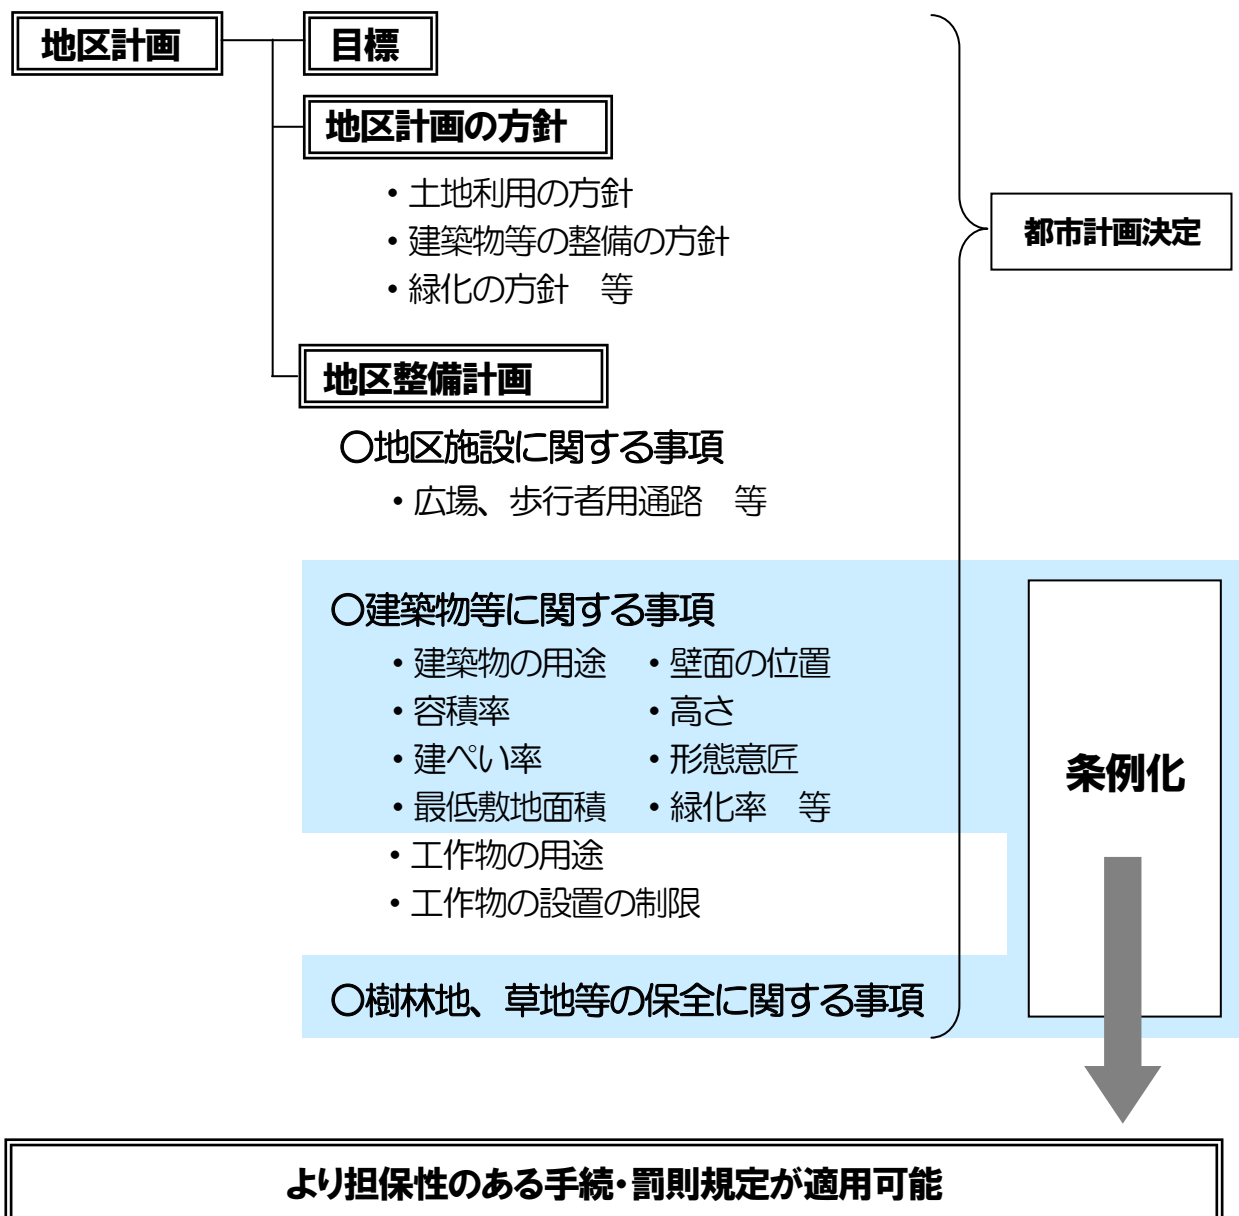 地区計画
目標
地区計画の方針
・土地利用の方針
・建築物等の整備の方針
・緑化の方針　等
都市計画決定
地区整備計画
〇地区施設に関する事項
・広場、歩行者用通路　等
〇建築物等に関する事項
・建築物の用途　・壁面の位置
・容積率　・高さ
・建ぺい率　・形態意匠
・最低敷地面積　・緑化率　等
・工作物の用途
・工作物の設置の制限
〇樹林地、草地等の保全に関する事項
条例化
より担保性のある手続・罰則規定が適用可能